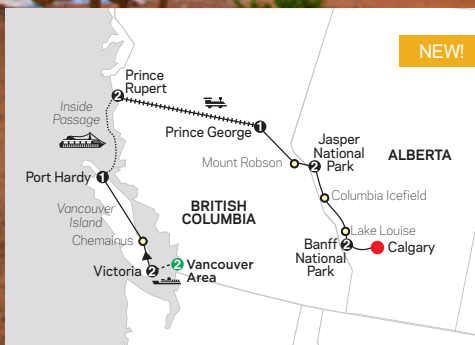 NEW!
Prince
Rupert
2
Inside
Passage
Prince George
1
Mount Robson
Jasper
National
Park
2
ALBERTA
Port Hardy
1
Columbia Icefield
BRITISH
COLUMBIA
Vancouver
Island
Chemainus
Lake Louise
Banff
National
Park
2
Calgary
Victoria
2
2
Vancouver
Area